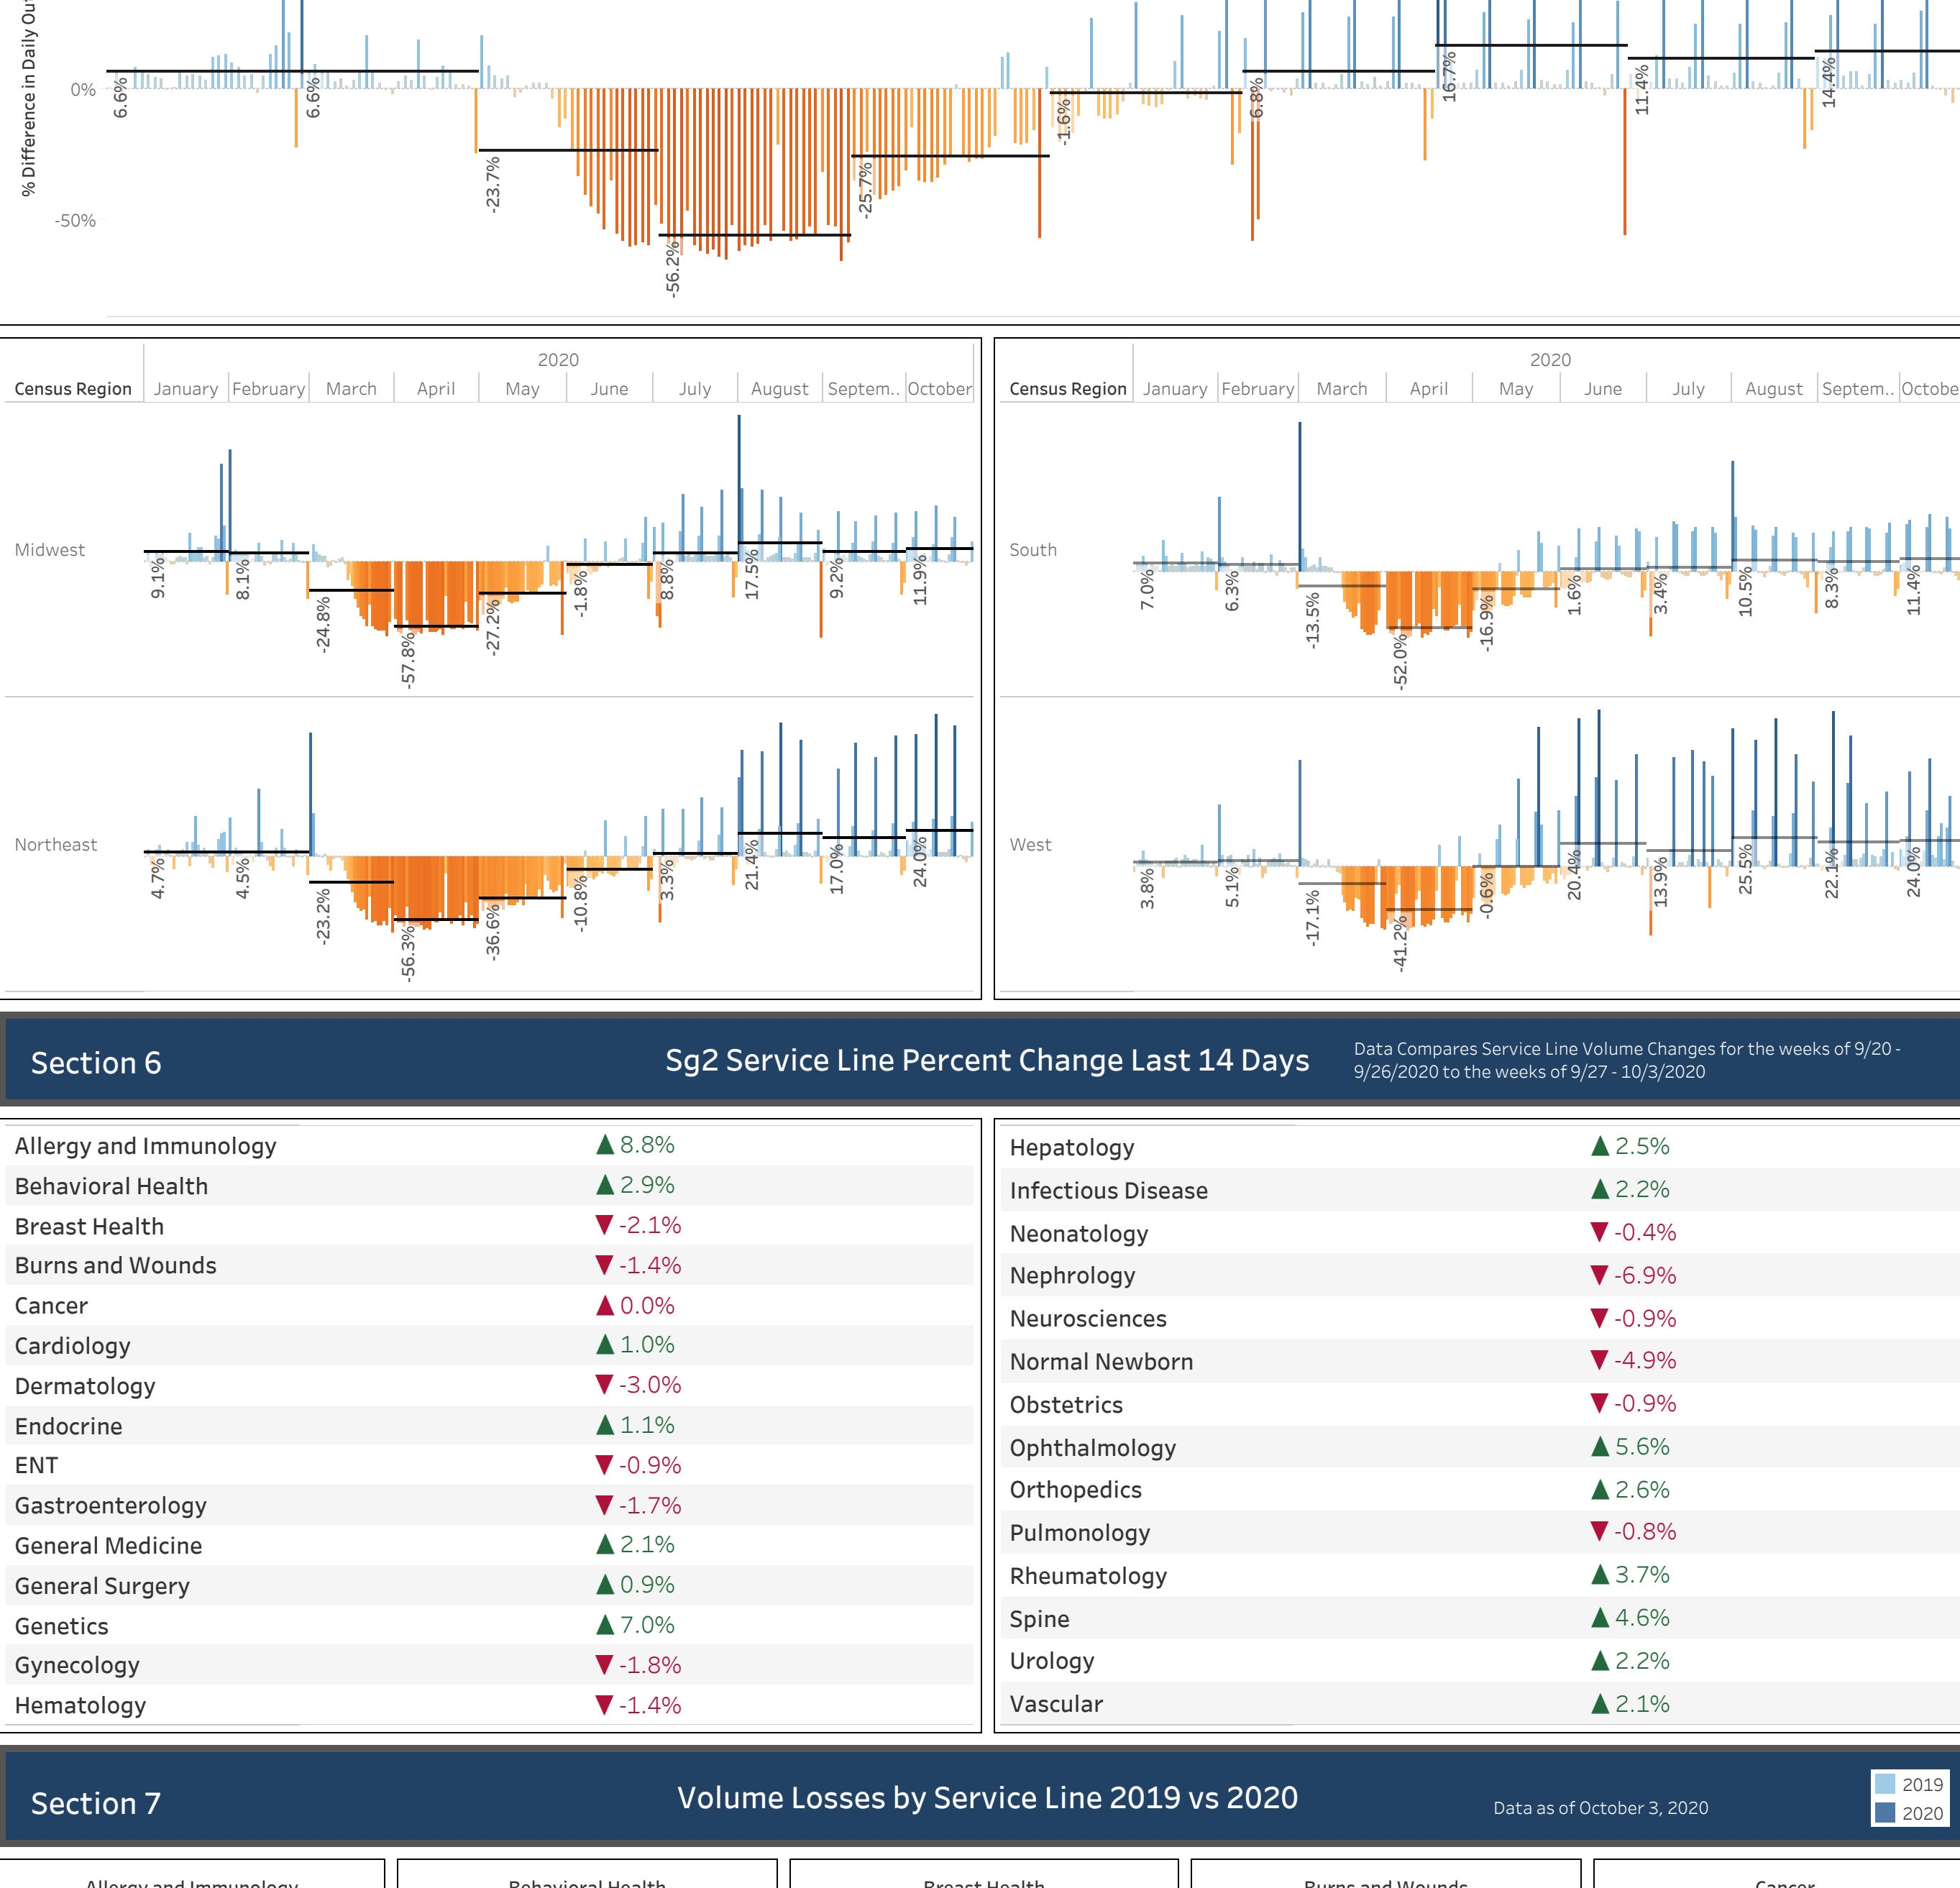 % Difference in Daily Ou
0%
-50%
6.6%
6.6%
-23.7%
-56.2%
-25.7%
-1.6%
6.8%
16.7%
11.4%
14.4%
2020
Census Region January February March April May June July August Septem.. October
Midwest
9.1%
8.1%
-24.8%
-57.8%
-27.2%
-1.8%
8.8%
17.5%
9.2%
11.9%
Northeast
4.7%
4.5%
-23.2%
-56.3%
-36.6%
-10.8%
3.3%
21.4%
17.0%
24.0%
2020
Census Region January February March April May June July August Septem.. Octobe
South
7.0%
6.3%
-13.5%
-52.0%
-16.9%
1.6%
3.4%
10.5%
8.3%
11.4%
West
3.8%
5.1%
-17.1%
-41.2%
-0.6%
20.4%
13.9%
25.5%
22.1%
24.0%
Section 6
Sg2 Service Line Percent Change Last 14 Days
Data Compares Service Line Volume Changes for the weeks of 9/20 -
9/26/2020 to the weeks of 9/27 - 10/3/2020
Allergy and Immunology ▲ 8.8%
Behavioral Health ▲ 2.9%
Breast Health ▼ -2.1%
Burns and Wounds ▼ -1.4%
Cancer ▲ 0.0%
Cardiology ▲ 1.0%
Dermatology ▼ -3.0%
Endocrine ▲ 1.1%
ENT ▼ -0.9%
Gastroenterology ▼ -1.7%
General Medicine ▲ 2.1%
General Surgery ▲ 0.9%
Genetics ▲ 7.0%
Gynecology ▼ -1.8%
Hematology ▼ -1.4%
Hepatology ▲ 2.5%
Infectious Disease ▲ 2.2%
Neonatology ▼ -0.4%
Nephrology ▼ -6.9%
Neurosciences ▼ -0.9%
Normal Newborn ▼ -4.9%
Obstetrics ▼ -0.9%
Ophthalmology ▲ 5.6%
Orthopedics ▲ 2.6%
Pulmonology ▼ -0.8%
Rheumatology ▲ 3.7%
Spine ▲ 4.6%
Urology ▲ 2.2%
Vascular ▲ 2.1%
Section 7
Volume Losses by Service Line 2019 vs 2020
Data as of October 3, 2020
2019
2020
Allergy and Immunology
Behavioral Health
Breast Health
Burns and Wounds
Cancer